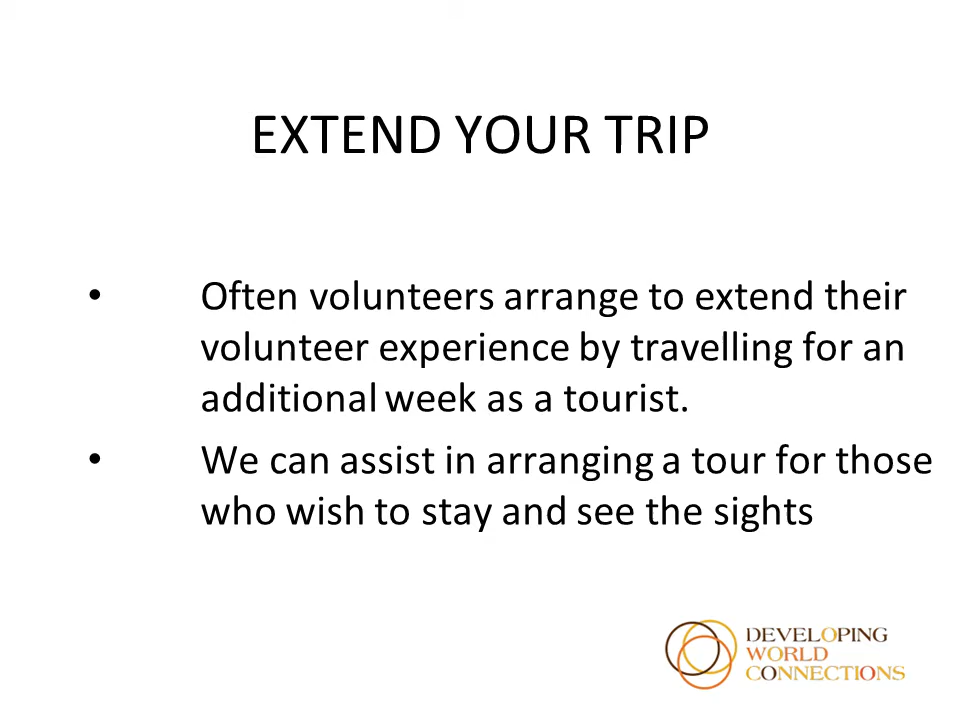 EXTEND YOUR TRIP
• Often volunteers arrange to extend their
volunteer experience by travelling for an
additional week as a tourist.
• We can assist in arranging a tour for those
who wish to stay and see the sights
DEVELOPING
WORLD
CONNECTIONS